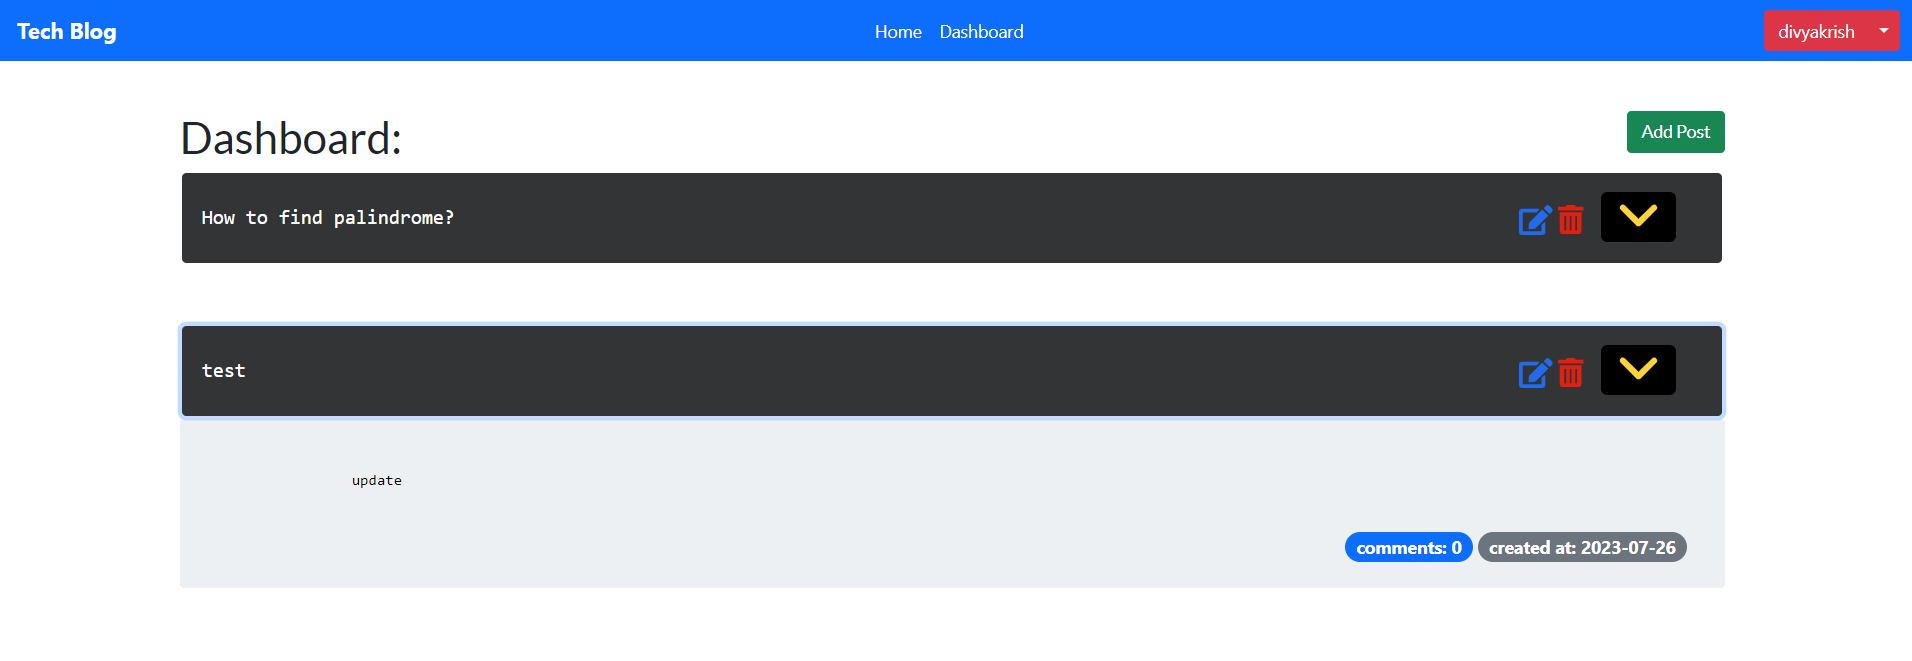 Tech Blog Home Dashboard divyakrish
Dashboard: Add Post
How to find palindrome?
test
update
comments: 0 created at: 2023-07-26